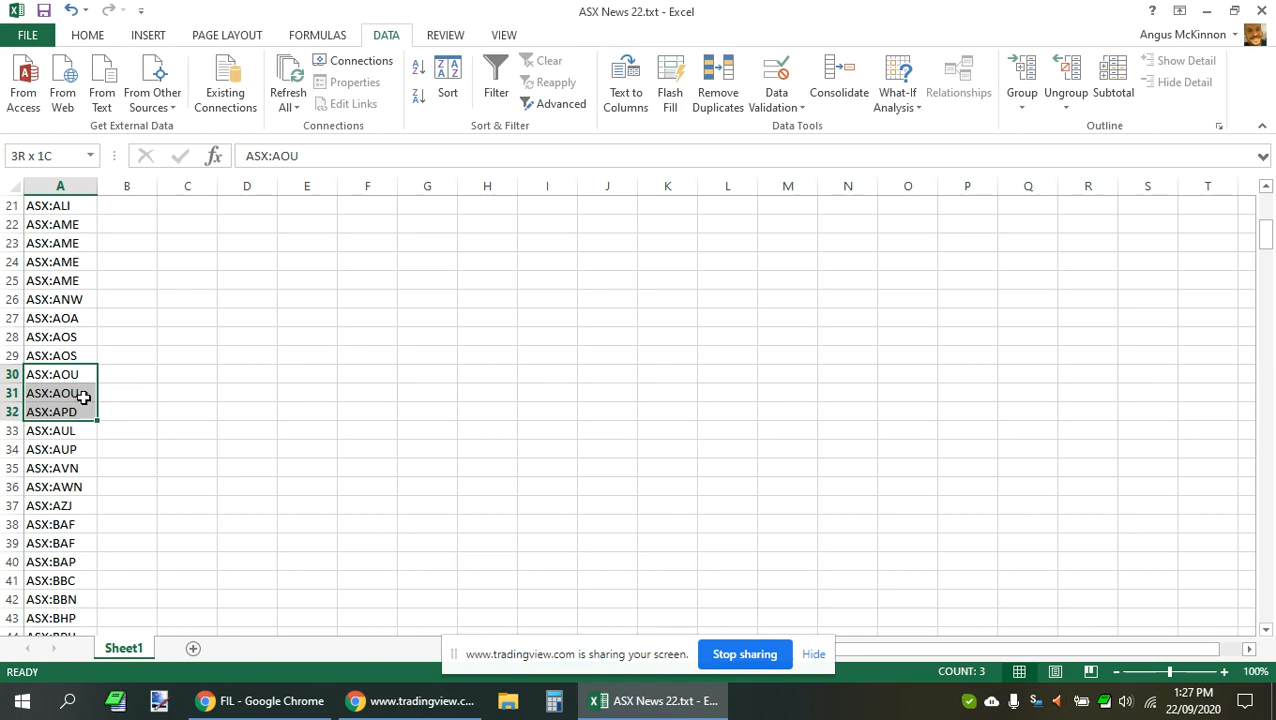 ASX News 22.txt - Excel
FILE HOME INSERT PAGE LAYOUT FORMULAS DATA REVIEW VIEW Angus McKinnon
From Access
From Web
From Text
From Other Sources
Get External Data
Existing Connections
Refresh All
Connections
Properties
Edit Links
Connections
Sort
Filter
Clear
Reapply
Advanced
Sort & Filter
Text to Columns
Flash Fill
Remove Duplicates
Data Validation
Consolidate
What-If Analysis
Relationships
Data Tools
Group
Ungroup
Subtotal
Show Detail
Hide Detail
Outline
3R x 1C fx ASX:AOU
A B C D E F G H I J K L M N O P Q R S T
21 ASX:ALI
22 ASX:AME
23 ASX:AME
24 ASX:AME
25 ASX:AME
26 ASX:ANW
27 ASX:AOA
28 ASX:AOS
29 ASX:AOS
30 ASX:AOU
31 ASX:AOU
32 ASX:APD
33 ASX:AUL
34 ASX:AUP
35 ASX:AVN
36 ASX:AWN
37 ASX:AZJ
38 ASX:BAF
39 ASX:BAF
40 ASX:BAP
41 ASX:BBC
42 ASX:BBN
43 ASX:BHP
Sheet1
www.tradingview.com is sharing your screen. Stop sharing Hide
READY COUNT: 3 100%
FIL - Google Chrome www.tradingview.c... ASX News 22.txt - E...
1:27 PM
22/09/2020